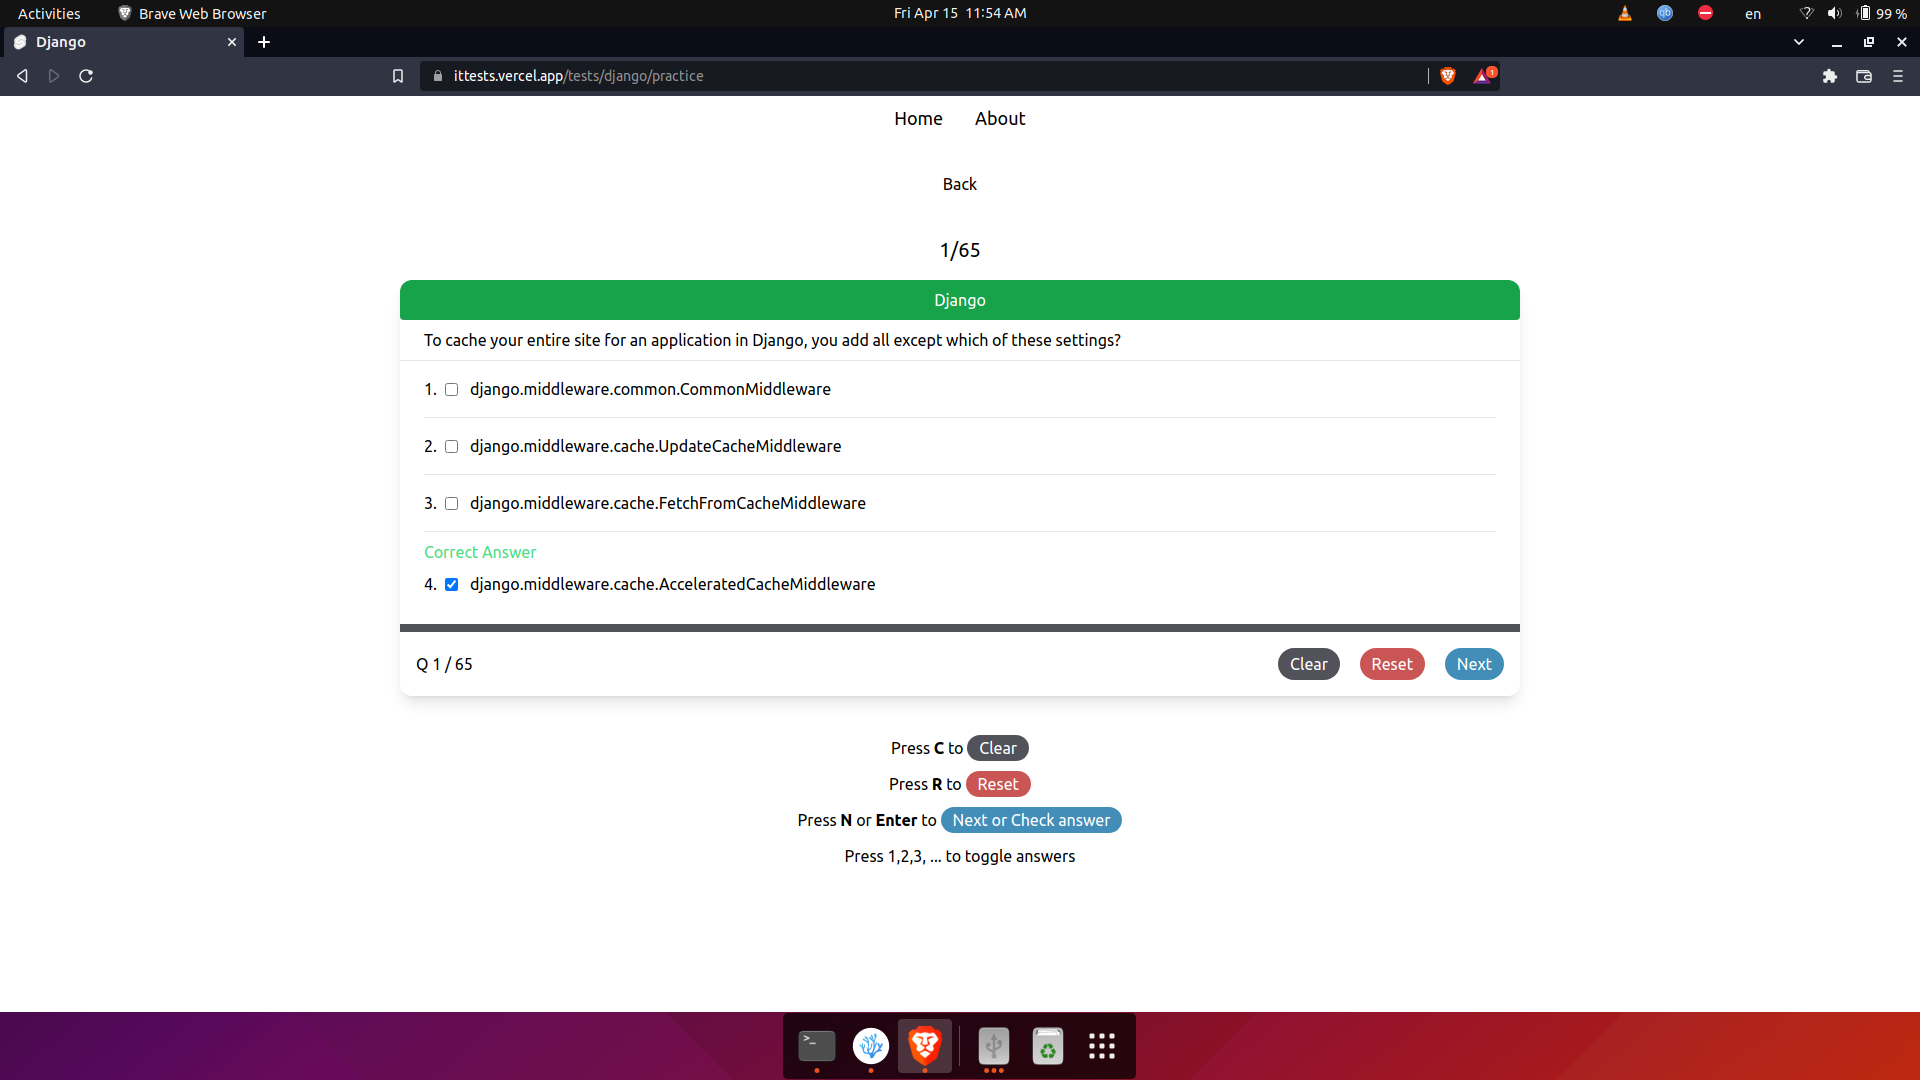 Activities Brave Web Browser Fri Apr 15 11:54 AM en 99 %
Django
ittests.vercel.app/tests/django/practice 1
Home About
Back
1/65
Django
To cache your entire site for an application in Django, you add all except which of these settings?
1. django.middleware.common.CommonMiddleware
2. django.middleware.cache.UpdateCacheMiddleware
3. django.middleware.cache.FetchFromCacheMiddleware
Correct Answer
4. django.middleware.cache.AcceleratedCacheMiddleware
Q 1 / 65 Clear Reset Next
Press C to Clear
Press R to Reset
Press N or Enter to Next or Check answer
Press 1,2,3, ... to toggle answers